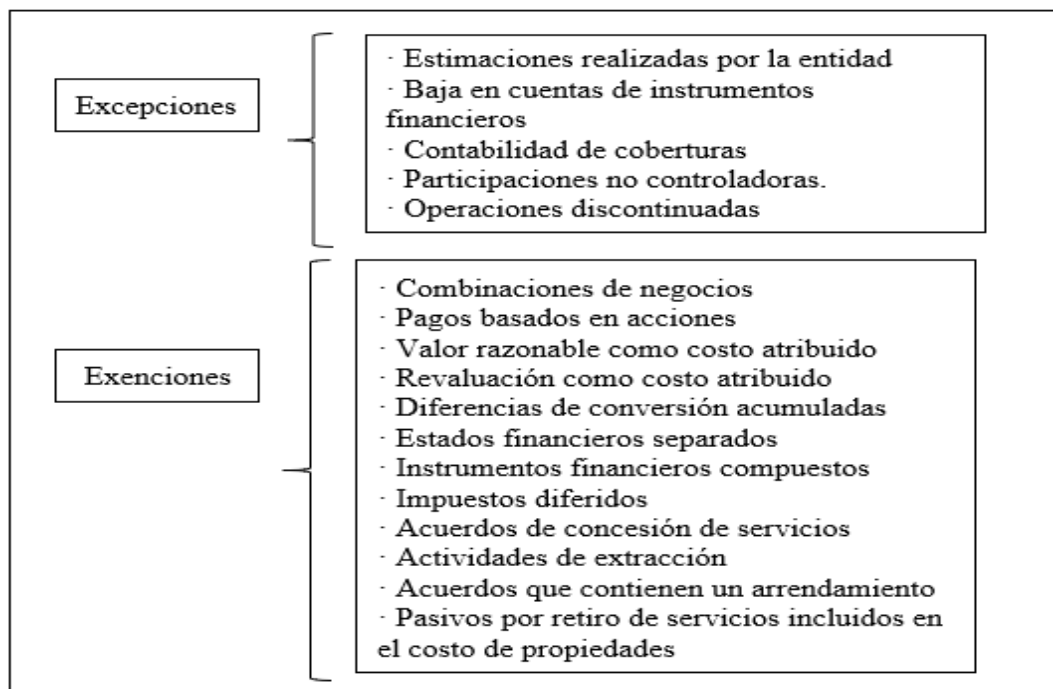 Excepciones
· Estimaciones realizadas por la entidad
· Baja en cuentas de instrumentos
financieros
· Contabilidad de coberturas
· Participaciones no controladoras.
· Operaciones discontinuadas
Exenciones
· Combinaciones de negocios
· Pagos basados en acciones
· Valor razonable como costo atribuido
· Revaluación como costo atribuido
· Diferencias de conversión acumuladas
· Estados financieros separados
· Instrumentos financieros compuestos
· Impuestos diferidos
· Acuerdos de concesión de servicios
· Actividades de extracción
· Acuerdos que contienen un arrendamiento
· Pasivos por retiro de servicios incluidos en
el costo de propiedades